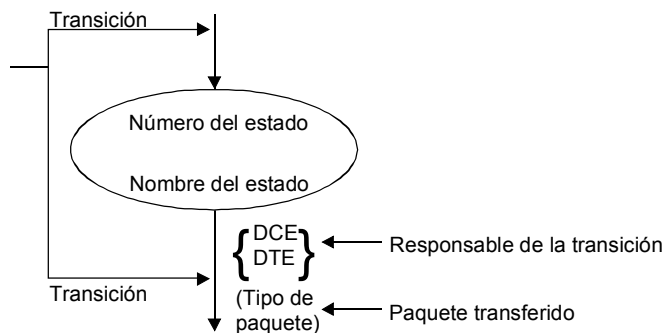 Transición
Número del estado
Nombre del estado
{DCE
DTE}
Responsable de la transición
Transición
(Tipo de
paquete)
Paquete transferido